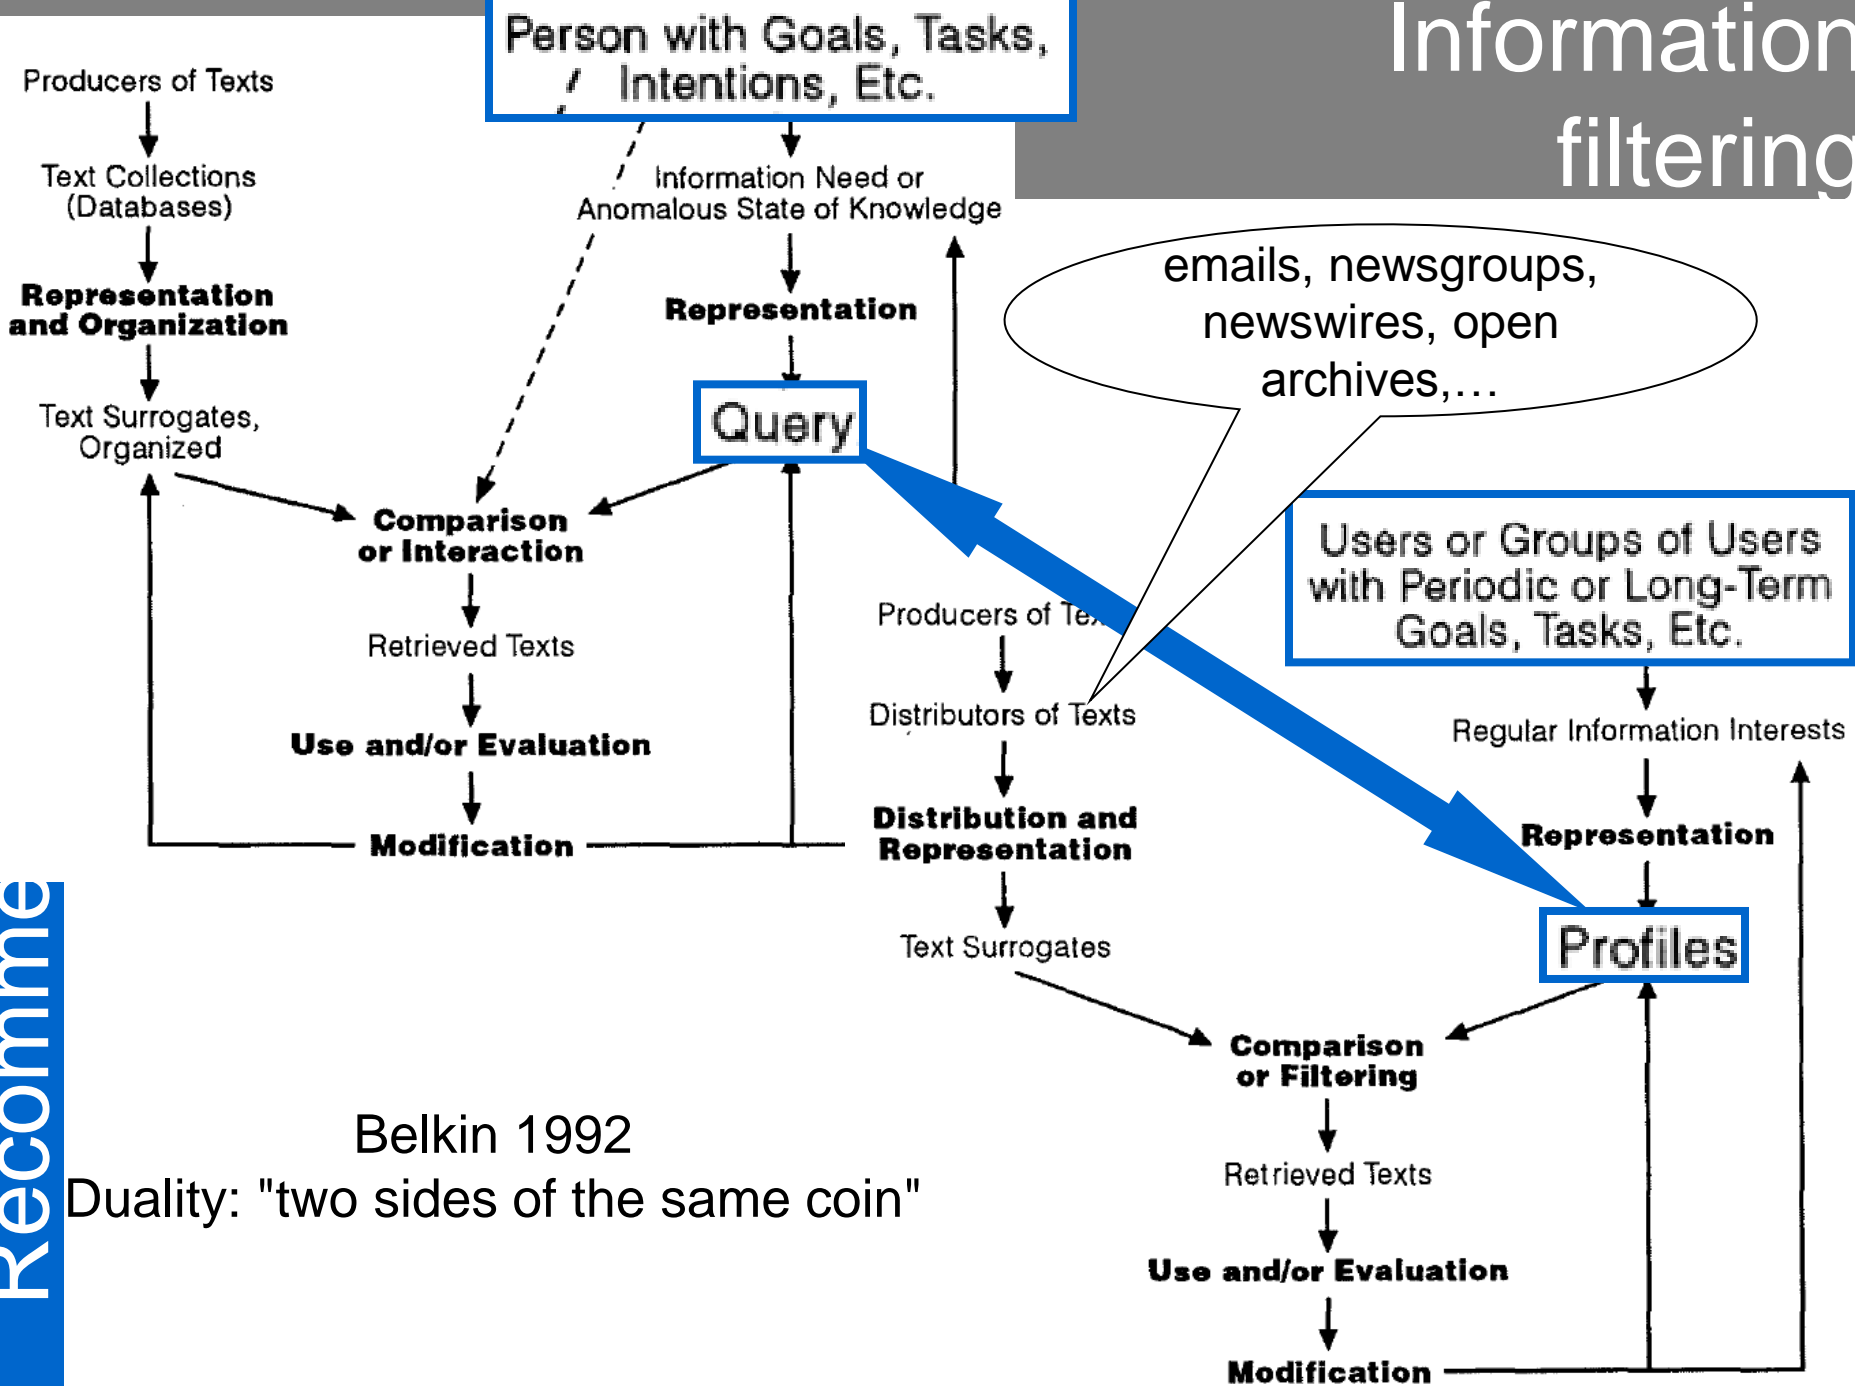 Information
filtering
Person with Goals, Tasks,
Intentions, Etc.
Producers of Texts
Text Collections
(Databases)
Representation
and Organization
Text Surrogates,
Organized
Information Need or
Anomalous State of Knowledge
Representation
Query
Comparison
or Interaction
Retrieved Texts
Use and/or Evaluation
Modification
emails, newsgroups,
newswires, open
archives,...
Users or Groups of Users
with Periodic or Long-Term
Goals, Tasks, Etc.
Producers of Tex
Distributors of Texts
Distribution and
Representation
Text Surrogates
Regular Information Interests
Representation
Profiles
Comparison
or Filtering
Retrieved Texts
Use and/or Evaluation
Modification
Belkin 1992
Duality: "two sides of the same coin"
Recomme